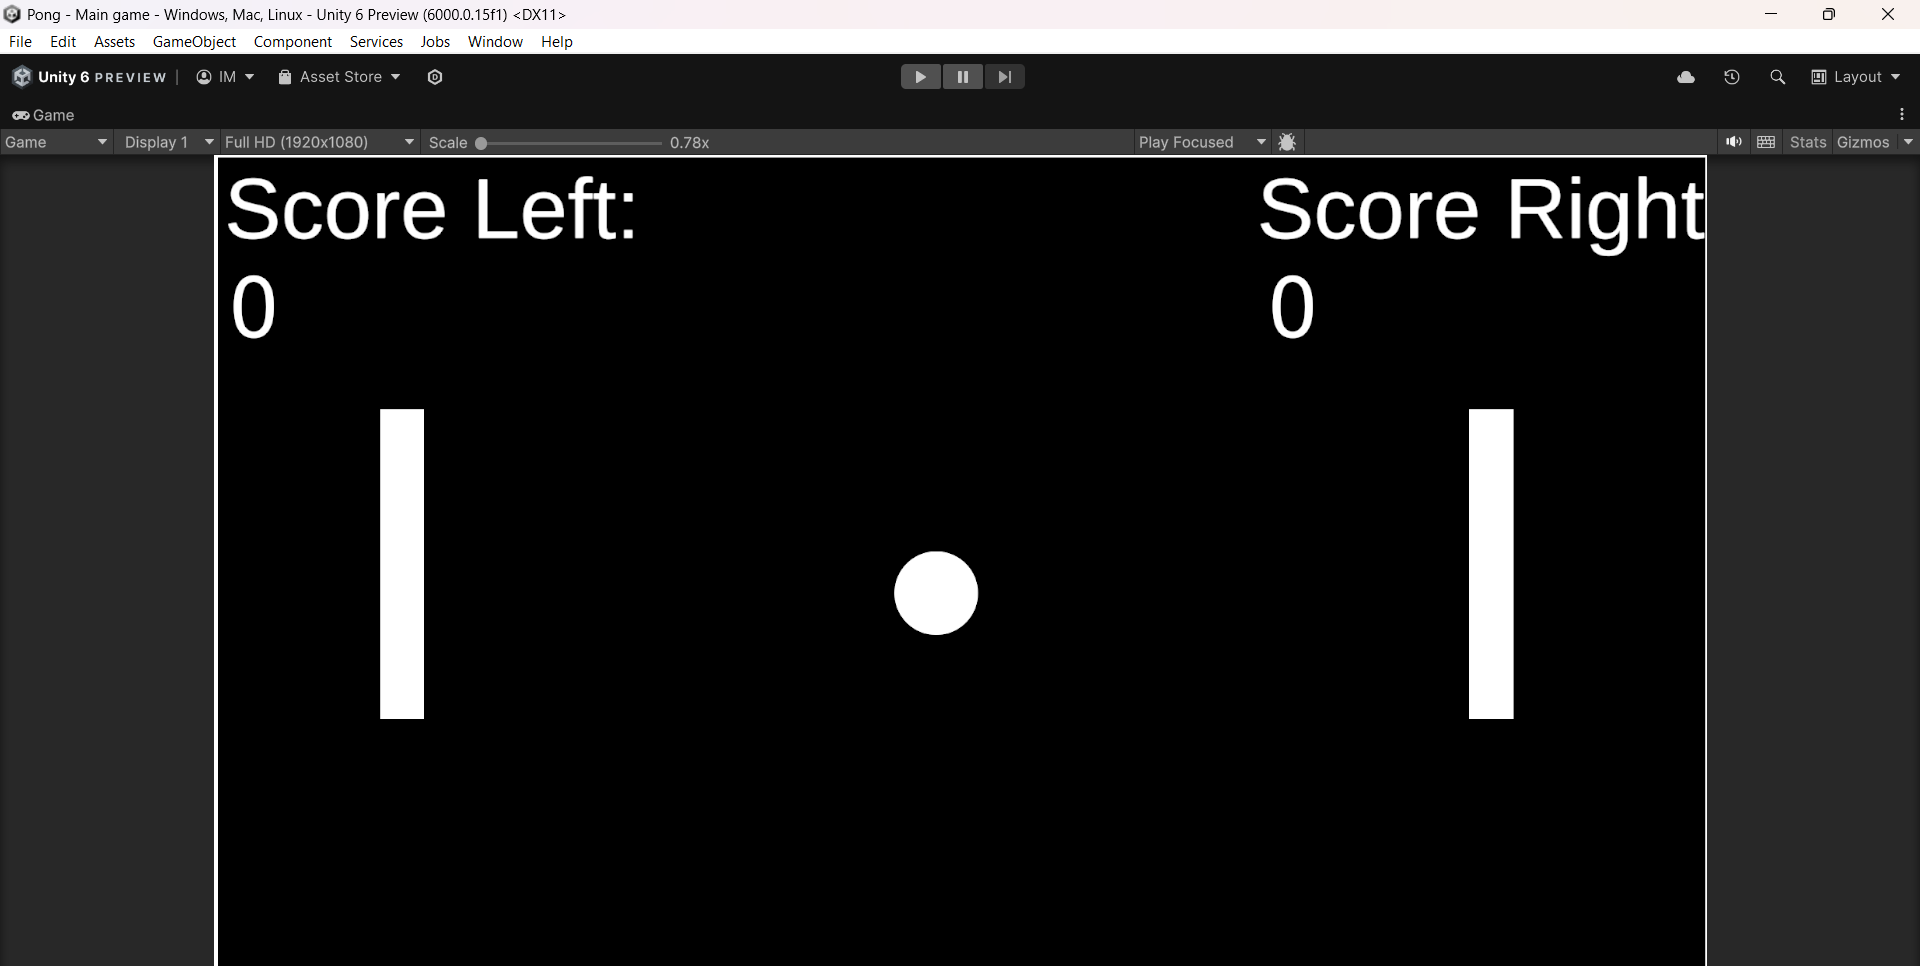 Pong - Main game - Windows, Mac, Linux - Unity 6 Preview (6000.0.15f1) <DX11>
File Edit Assets GameObject Component Services Jobs Window Help
Unity 6 PREVIEW IM Asset Store Layout
Game
Game Display 1 Full HD (1920x1080) Scale 0.78x Play Focused Stats Gizmos
Score Left: Score Right
0 0